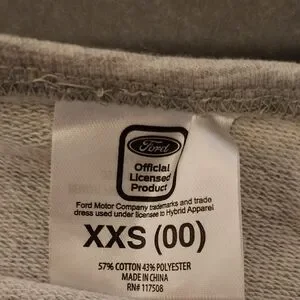 Ford
Official
Licensed
Product
Ford Motor Company trademarks and trade
dress used under license to Hybrid Apparel
XXS (00)
57% COTTON 43% POLYESTER
MADE IN CHINA
RN# 117508